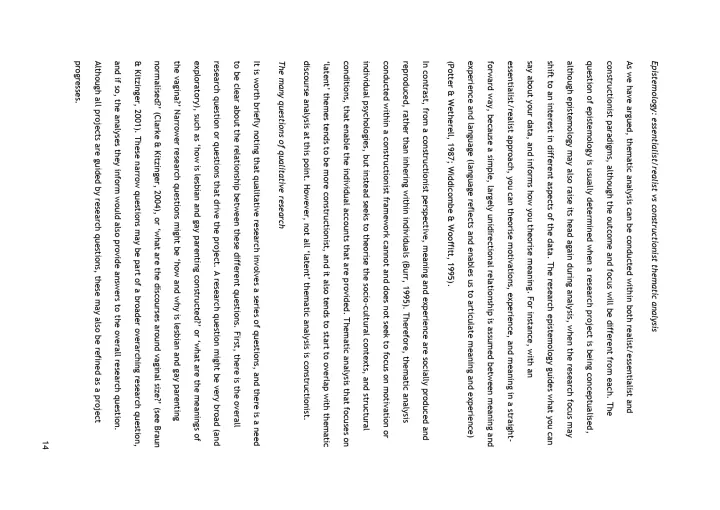 Epistemology: essentialist/realist vs constructionist thematic analysis
As we have argued, thematic analysis can be conducted within both realist/essentialist and
constructionist paradigms, although the outcome and focus will be different from each. The
question of epistemology is usually determined when a research project is being conceptualised,
although epistemology may also raise its head again during analysis, when the research focus may
shift to an interest in different aspects of the data. The research epistemology guides what you can
say about your data, and informs how you theorise meaning. For instance, with an
essentialist/realist approach, you can theorise motivations, experience, and meaning in a straight-
forward way, because a simple, largely unidirectional relationship is assumed between meaning and
experience and language (language reflects and enables us to articulate meaning and experience)
(Potter & Wetherell, 1987; Widdicombe & Wooffitt, 1995).
In contrast, from a constructionist perspective, meaning and experience are socially produced and
reproduced, rather than inhering within individuals (Burr, 1995). Therefore, thematic analysis
conducted within a constructionist framework cannot and does not seek to focus on motivation or
individual psychologies, but instead seeks to theorise the socio-cultural contexts, and structural
conditions, that enable the individual accounts that are provided. Thematic analysis that focuses on
'latent' themes tends to be more constructionist, and it also tends to start to overlap with thematic
discourse analysis at this point. However, not all 'latent' thematic analysis is constructionist.
The many questions of qualitative research
It is worth briefly noting that qualitative research involves a series of questions, and there is a need
to be clear about the relationship between these different questions. First, there is the overall
research question or questions that drive the project. A research question might be very broad (and
exploratory), such as 'how is lesbian and gay parenting constructed?' or 'what are the meanings of
the vagina?' Narrower research questions might be 'how and why is lesbian and gay parenting
normalised?' (Clarke & Kitzinger, 2004), or 'what are the discourses around vaginal size?' (see Braun
& Kitzinger, 2001). These narrow questions may be part of a broader overarching research question,
and if so, the analyses they inform would also provide answers to the overall research question.
Although all projects are guided by research questions, these may also be refined as a project
progresses.
14